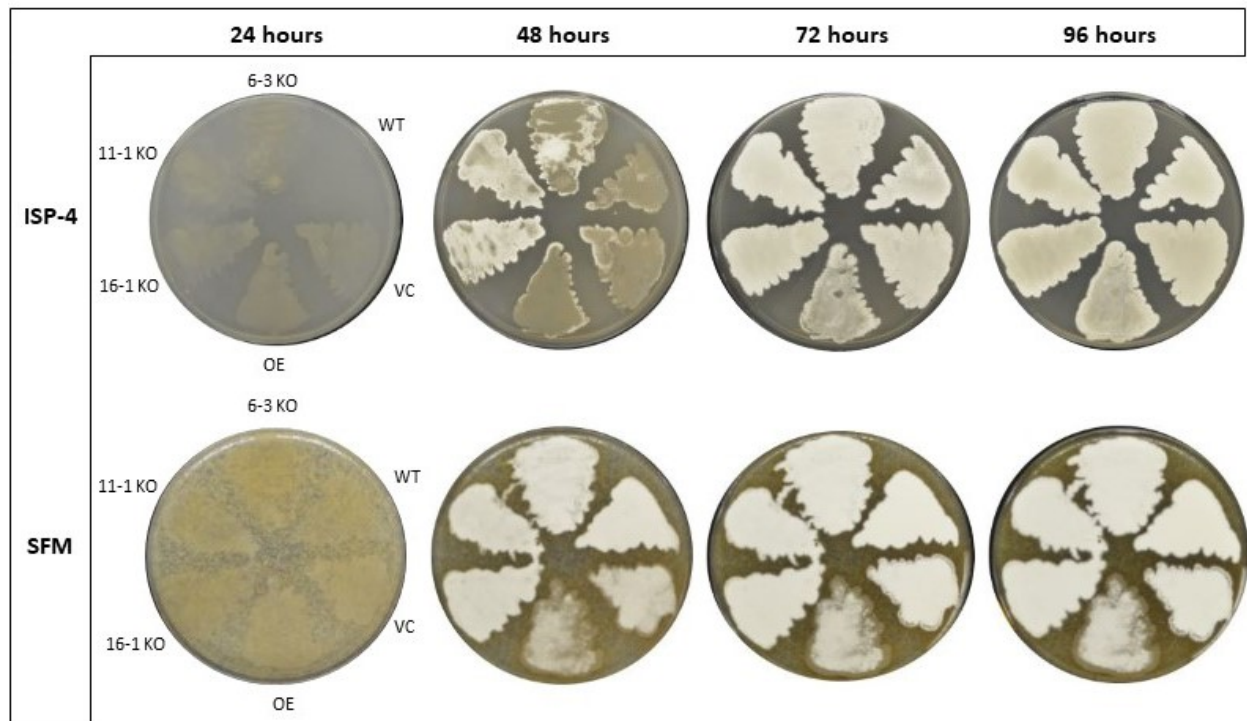 24 hours 48 hours 72 hours 96 hours
6-3 KO
WT
11-1 KO
ISP-4
16-1 KO
VC
OE
6-3 KO
WT
11-1 KO
SFM
VC
16-1 KO
OE